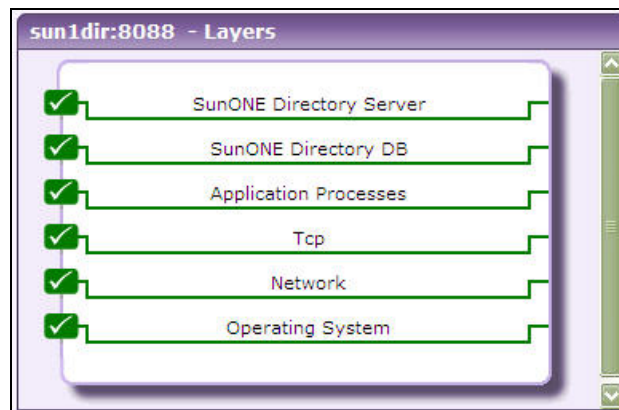 sun1dir:8088 - Layers
SunONE Directory Server
SunONE Directory DB
Application Processes
Tcp
Network
Operating System